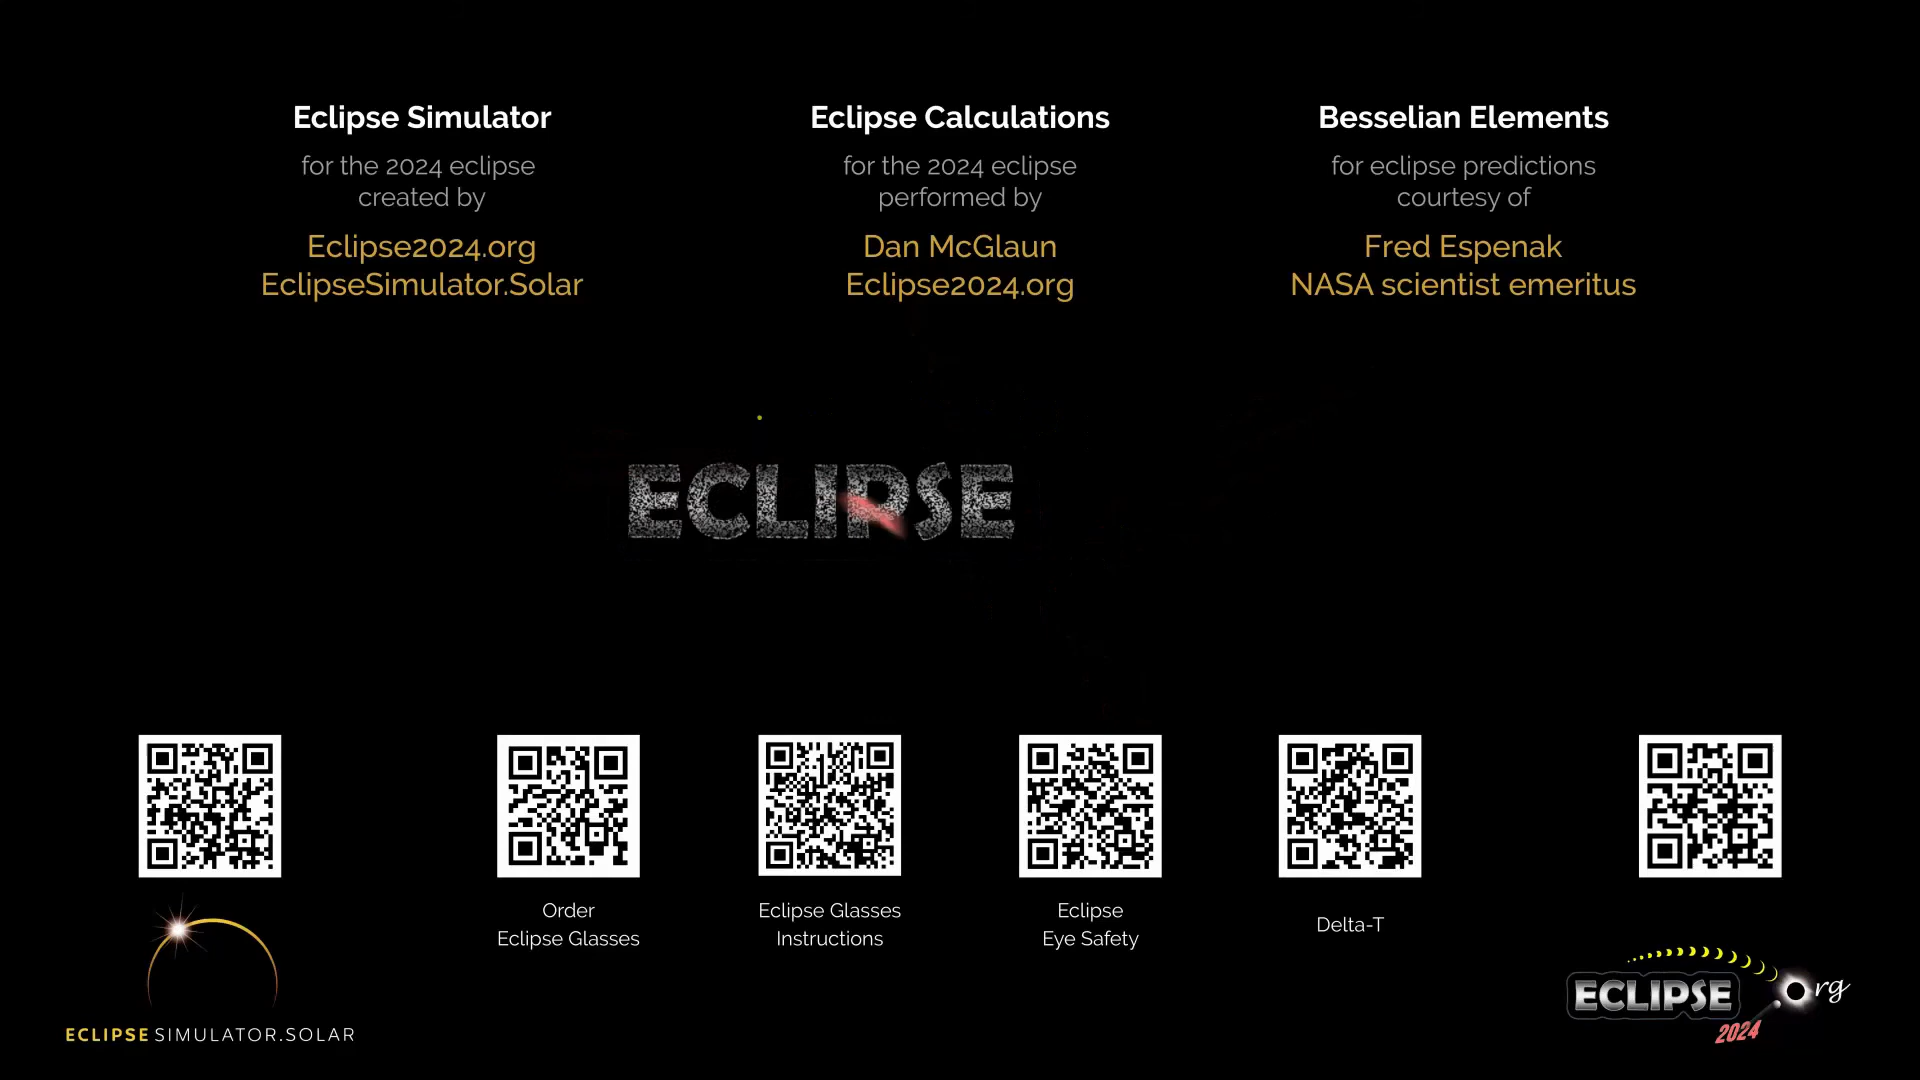 Eclipse Simulator
for the 2024 eclipse
created by
Eclipse2024.org
EclipseSimulator.Solar
Eclipse Calculations
for the 2024 eclipse
performed by
Dan McGlaun
Eclipse2024.org
Besselian Elements
for eclipse predictions
courtesy of
Fred Espenak
NASA scientist emeritus
ECLIPSE
Order
Eclipse Glasses
Eclipse Glasses
Instructions
Eclipse
Eye Safety
Delta-T
ECLIPSESIMULATOR.SOLAR
ECLIPSE .Org
2024